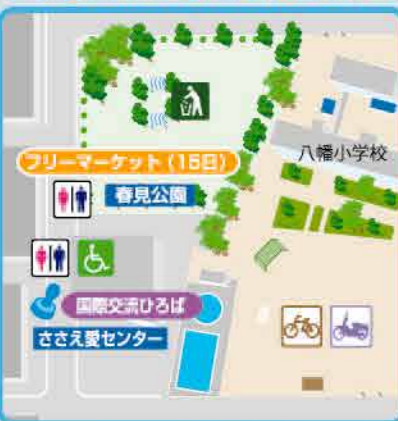 八幡小学校
フリーマーケット(15日)
春見公園
国際交流ひろば
ささえ愛センター